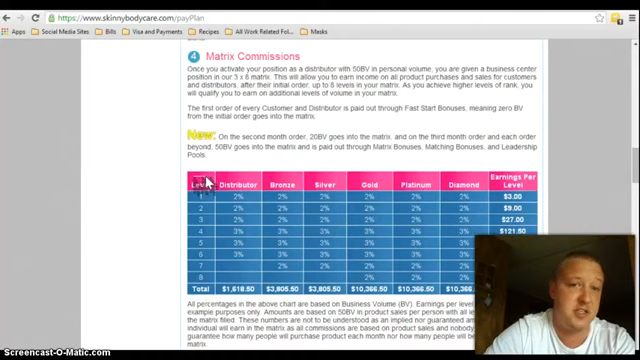 https://www.skinnybodycare.com/payPlan
Apps Social Media Sites Bills Visa and Payments Recipes All Work Related Fol... Masks
4 Matrix Commissions
Once you activate your position as a distributor with 50BV in personal volume, you are given a business center
position in our 3 x 8 matrix. This will allow you to earn income on all product purchases and sales for customers
and distributors, after their initial order, up to 8 levels in your matrix. As you achieve higher levels of rank, you
will qualify you to earn on additional levels of volume in your matrix.
The first order of every Customer and Distributor is paid out through Fast Start Bonuses, meaning zero BV
from the initial order goes into the matrix.
New: On the second month order, 20BV goes into the matrix, and on the third month order and each order
beyond, 50BV goes into the matrix and is paid out through Matrix Bonuses, Matching Bonuses, and Leadership
Pools.
Level Distributor Bronze Silver Gold Platinum Diamond Earnings Per Level
1 2% 2% 2% 2% 2% 2% $3.00
2 2% 2% 2% 2% 2% 2% $9.00
3 2% 2% 2% 2% 2% 2% $27.00
4 3% 3% 3% 3% 3% 3% $121.50
5 3% 3% 3% 3% 3% 3%
6 3% 3% 3% 3% 3% 3%
7 2% 2% 2% 2% 2%
8 2% 2% 2%
Total $1,618.50 $3,805.50 $3,805.50 $10,366.50 $10,366.50 $10,366.50
All percentages in the above chart are based on Business Volume (BV). Earnings per level
example purposes only. Amounts are based on 50BV in product sales per person with all
the matrix filled. These numbers are not to be understood as an implied nor guaranteed
individual will earn in the matrix as all commissions are based on product sales and nobody
guarantee how many people will purchase product each month nor how many people will
matrix.
Screencast-O-Matic.com